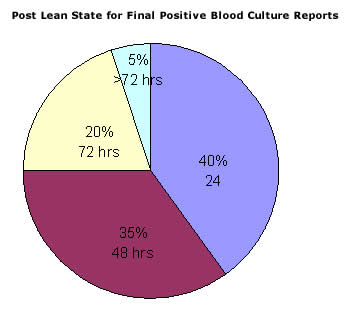 Post Lean State for Final Positive Blood Culture Reports
5%
>72 hrs
20%
72 hrs
40%
24
35%
48 hrs